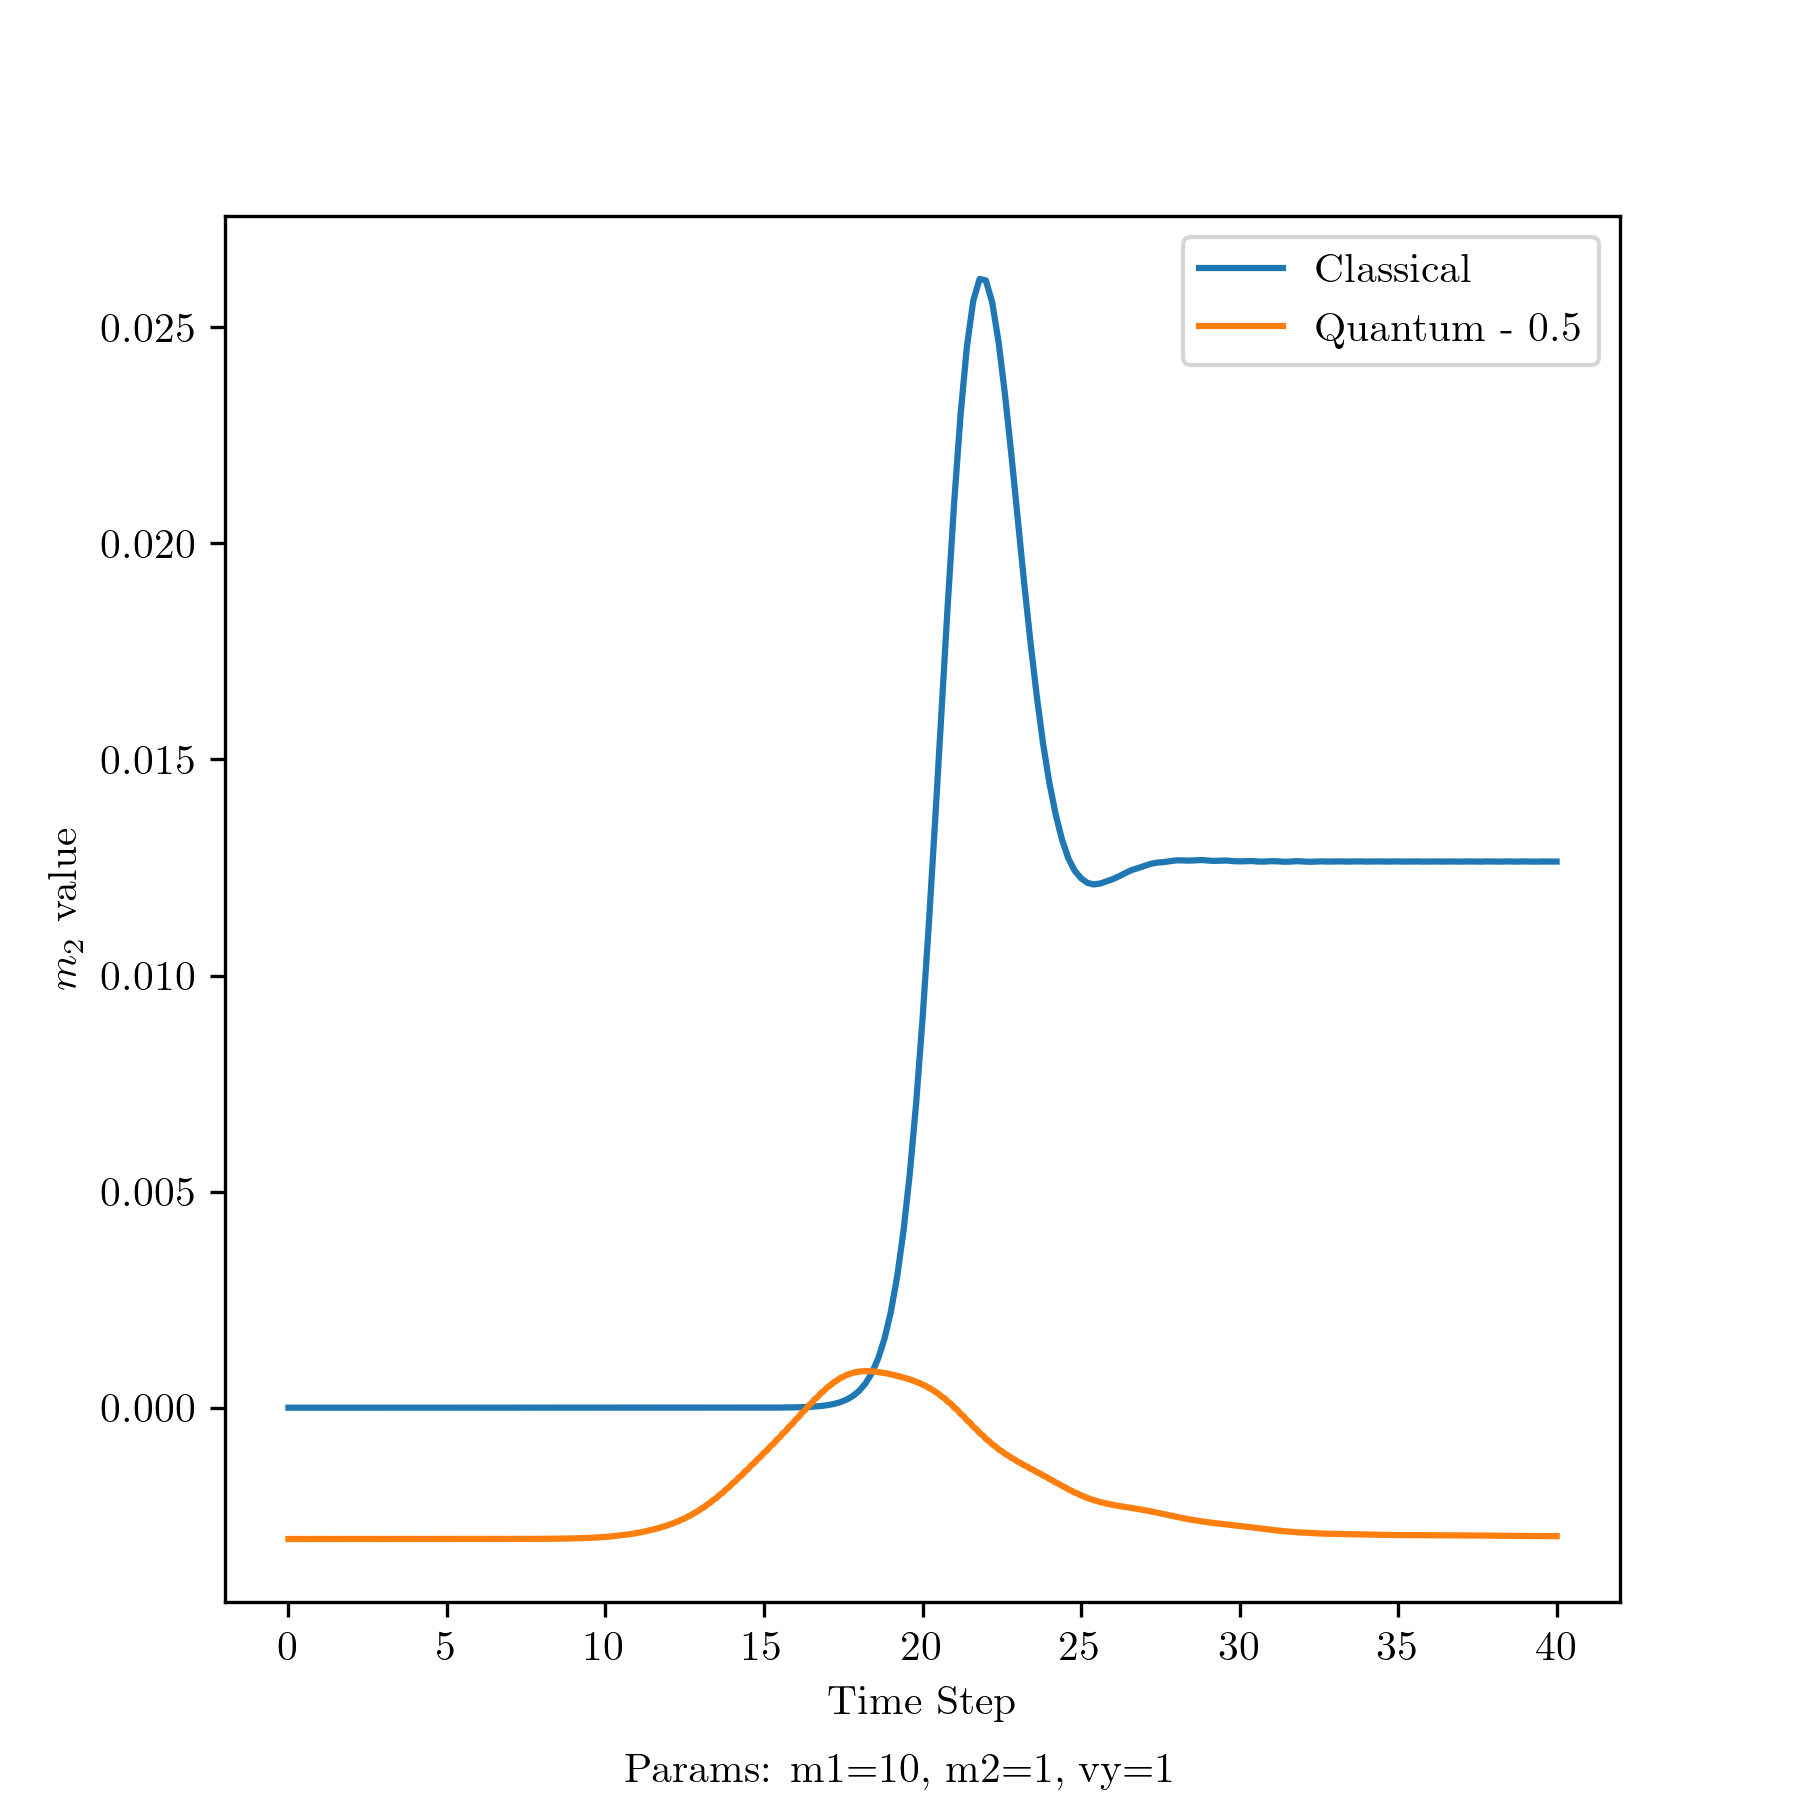 Classical
Quantum - 0.5
0.025
0.020
0.015
0.010
0.005
0.000
m₂ value
0 5 10 15 20 25 30 35 40
Time Step
Params: m1=10, m2=1, vy=1